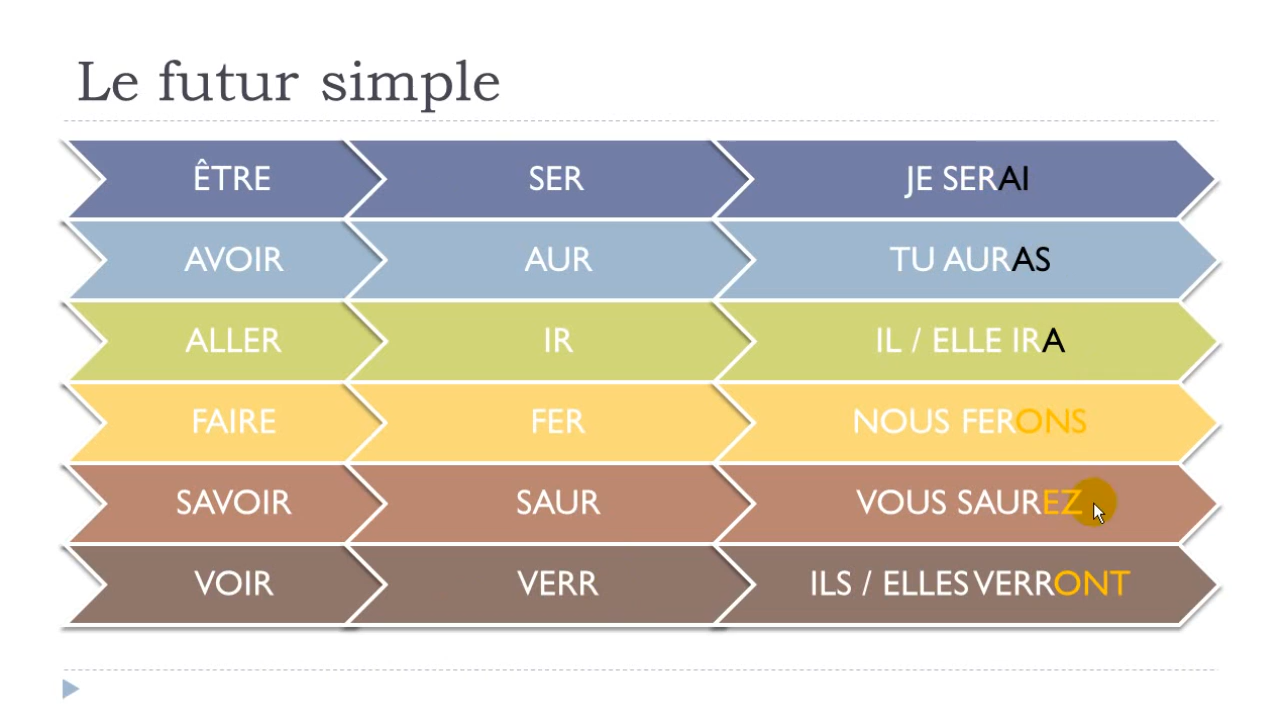 Le futur simple
ÊTRE SER JE SERAI
AVOIR AUR TU AURAS
ALLER IR IL / ELLE IRA
FAIRE FER NOUS FERONS
SAVOIR SAUR VOUS SAUREZ
VOIR VERR ILS / ELLES VERRONT